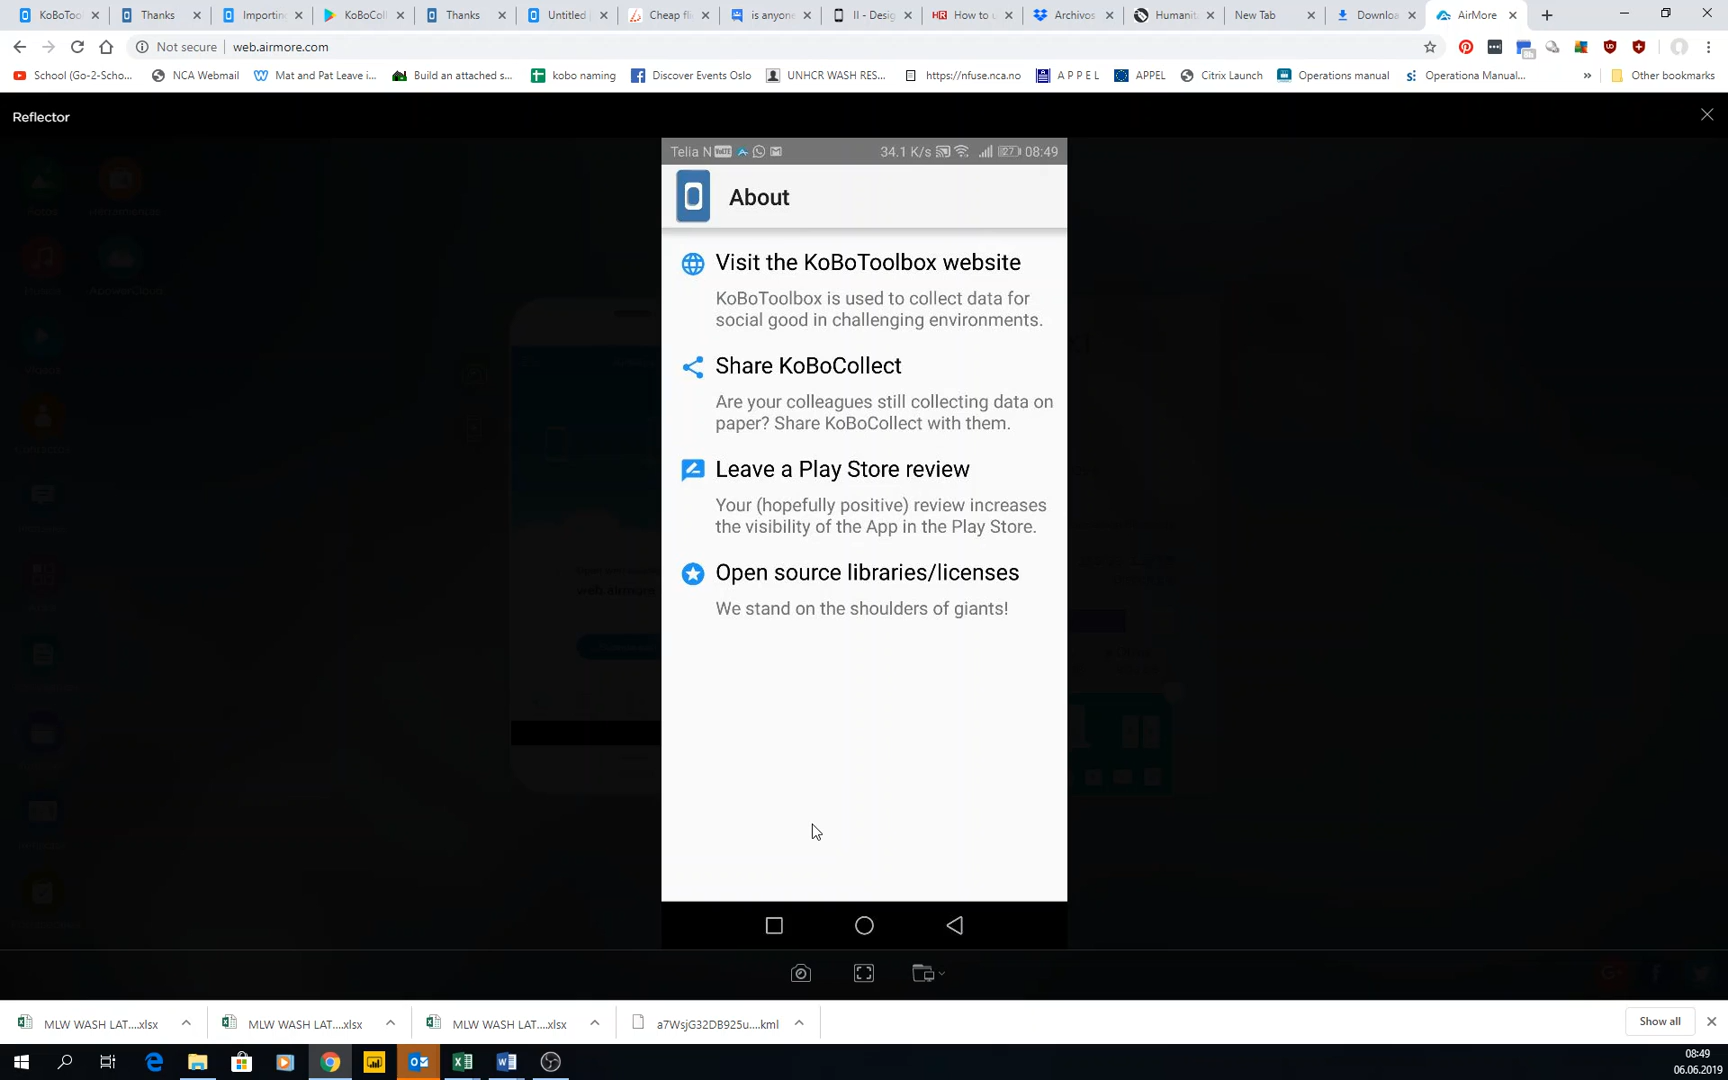 KoBoToo
Thanks
Importin
KoBoColl
Thanks
Untitled
Cheap fl
is anyone
II - Desig
How to u
Archivos
Humanit
New Tab
Downloa
AirMore
Not secure | web.airmore.com
School (Go-2-Scho...
NCA Webmail
Mat and Pat Leave i...
Build an attached s...
kobo naming
Discover Events Oslo
UNHCR WASH RES...
https://nfuse.nca.no
A P P E L
APPEL
Citrix Launch
Operations manual
Operationa Manual...
»
Other bookmarks
Reflector
Telia N
34.1 K/s
27
08:49
About
Visit the KoBoToolbox website
KoBoToolbox is used to collect data for
social good in challenging environments.
Share KoBoCollect
Are your colleagues still collecting data on
paper? Share KoBoCollect with them.
Leave a Play Store review
Your (hopefully positive) review increases
the visibility of the App in the Play Store.
Open source libraries/licenses
We stand on the shoulders of giants!
MLW WASH LAT....xlsx
MLW WASH LAT....xlsx
MLW WASH LAT....xlsx
a7WsjG32DB925u....kml
Show all
08:49
06.06.2019